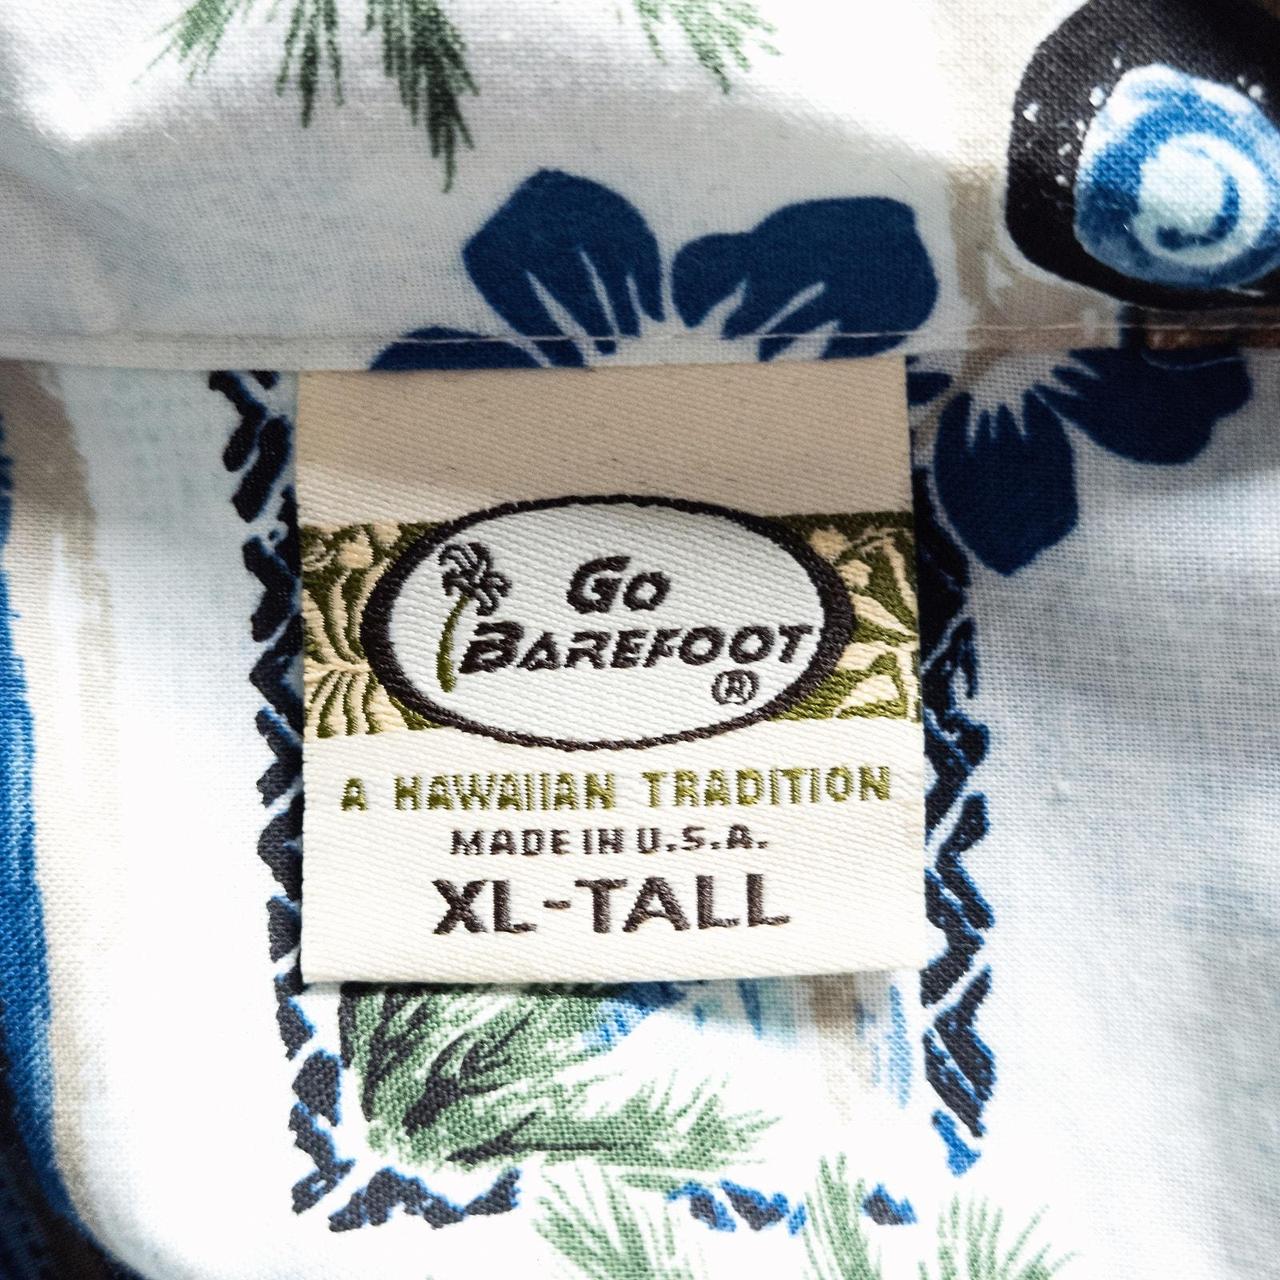 Go
Barefoot
®
A HAWAIIAN TRADITION
MADE IN U.S.A.
XL-TALL